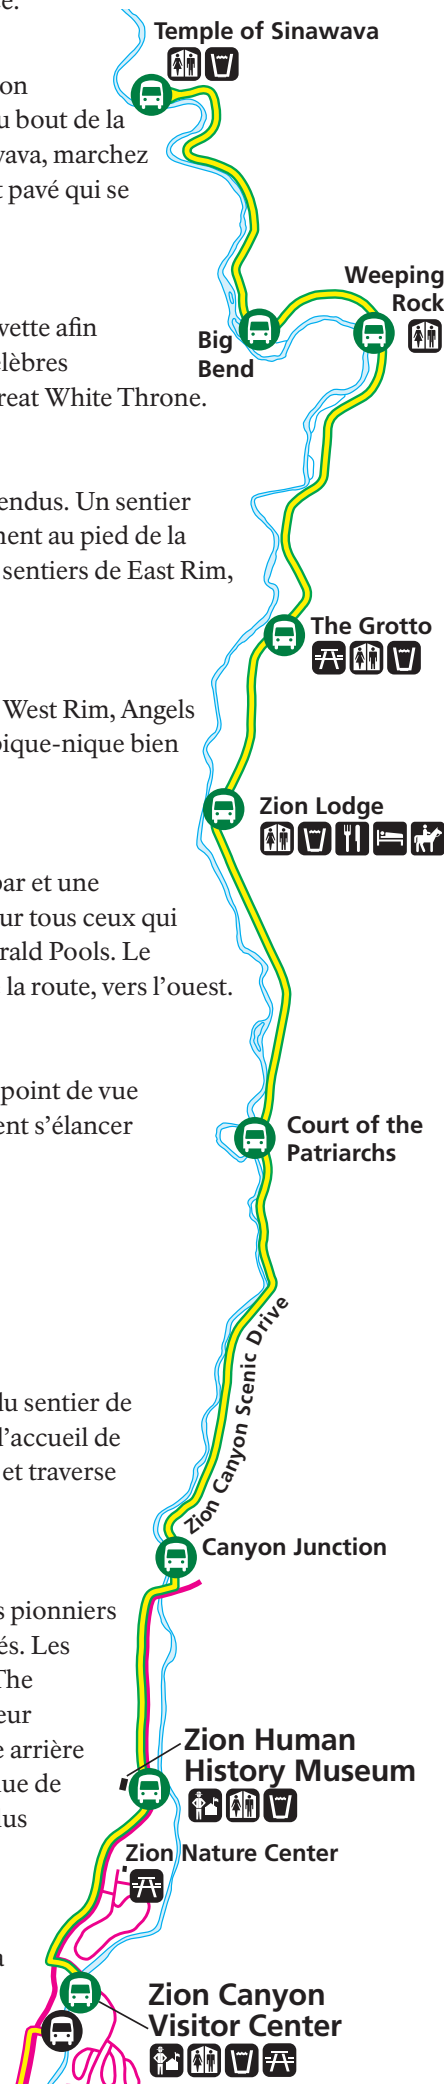 Temple of Sinawava
on
u bout de la
vava, marchez
t pavé qui se
Weeping
Rock
vette afin
Big
Bend
élèbres
reat White Throne.
endus. Un sentier
nent au pied de la
sentiers de East Rim,
The Grotto
West Rim, Angels
pique-nique bien
Zion Lodge
par et une
ur tous ceux qui
rald Pools. Le
la route, vers l’ouest.
point de vue
ent s’élancer
Court of the
Patriarchs
Zion Canyon Scenic Drive
du sentier de
l’accueil de
et traverse
Canyon Junction
s pionniers
és. Les
The
eur
e arrière
ue de
lus
Zion Human
History Museum
Zion Nature Center
a
Zion Canyon
Visitor Center